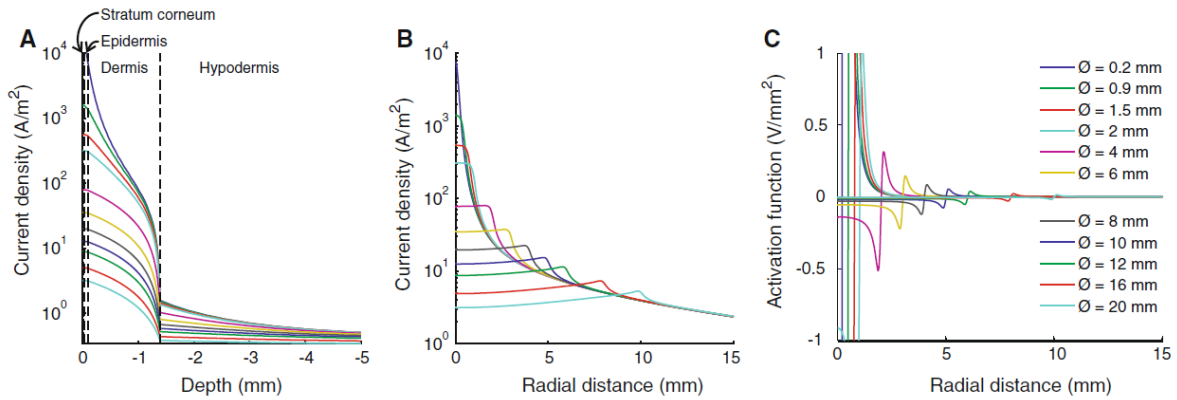 Stratum corneum
A
Epidermis
Dermis
Hypodermis
10^4
10^3
10^2
10^1
10^0
Current density (A/m^2)
0 -1 -2 -3 -4 -5
Depth (mm)
B
10^4
10^3
10^2
10^1
10^0
Current density (A/m^2)
0 5 10 15
Radial distance (mm)
C
1
0.5
0
-0.5
-1
Activation function (V/mm^2)
0 5 10 15
Radial distance (mm)
Ø = 0.2 mm
Ø = 0.9 mm
Ø = 1.5 mm
Ø = 2 mm
Ø = 4 mm
Ø = 6 mm
Ø = 8 mm
Ø = 10 mm
Ø = 12 mm
Ø = 16 mm
Ø = 20 mm